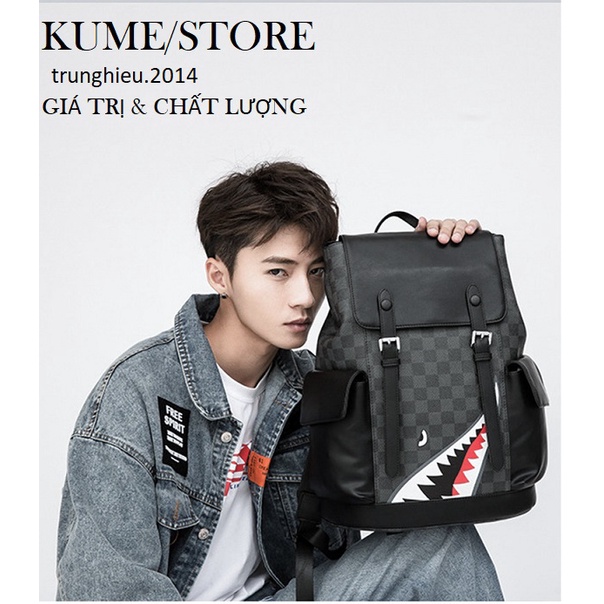 KUME/STORE
trunghieu.2014
GIÁ TRỊ & CHẤT LƯỢNG
FREE
SPIRIT